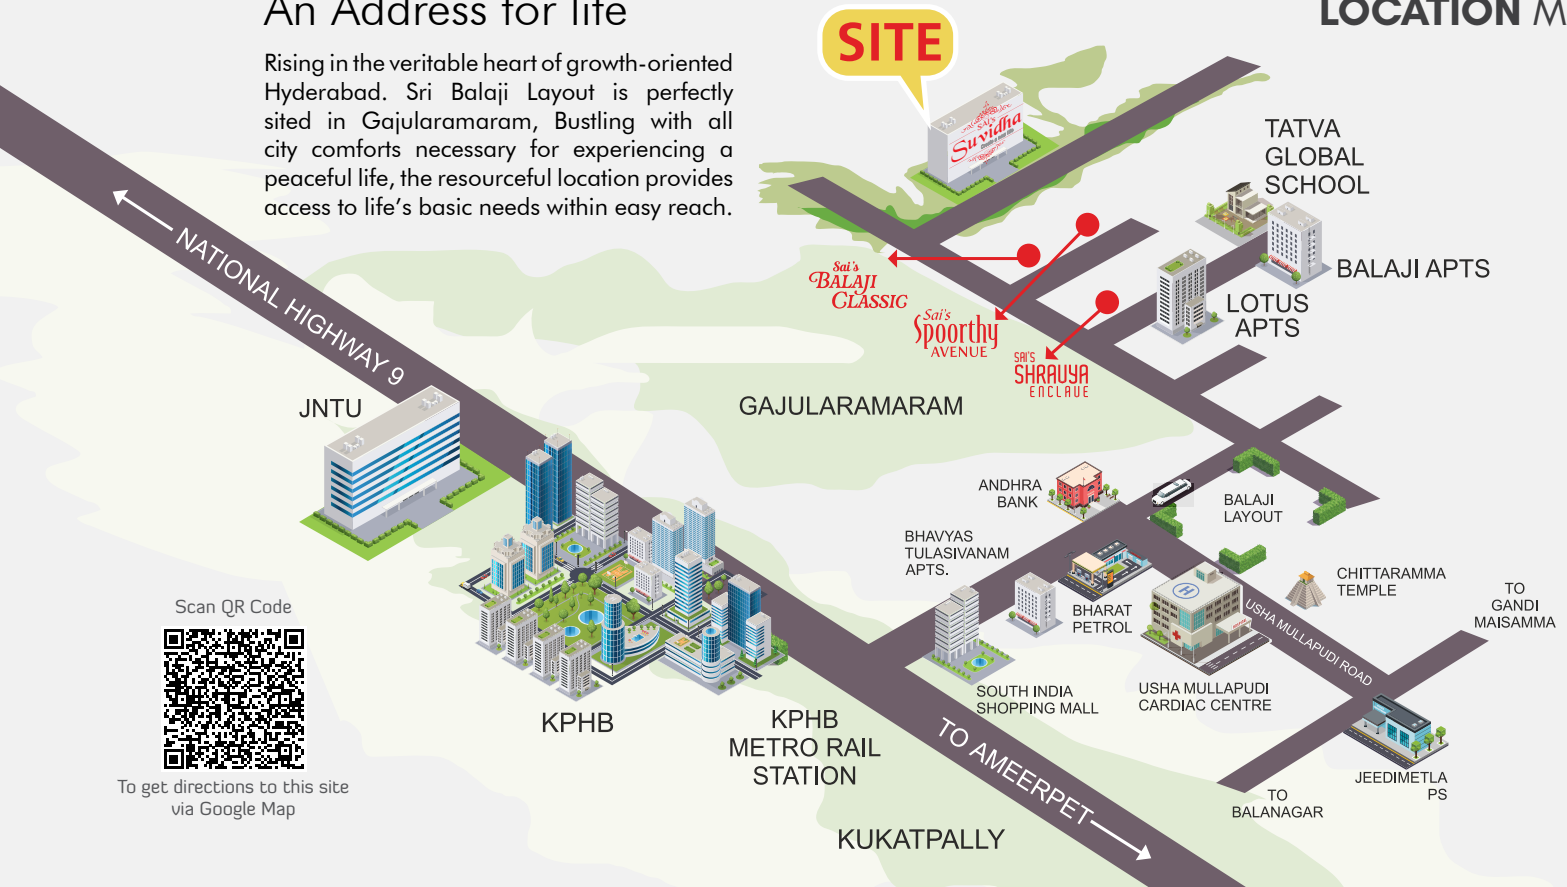 An Address for life
Rising in the veritable heart of growth-oriented
Hyderabad. Sri Balaji Layout is perfectly
sited in Gajularamaram, Bustling with all
city comforts necessary for experiencing a
peaceful life, the resourceful location provides
access to life's basic needs within easy reach.
LOCATION M
SITE
SAI'S
Suvidha
TATVA
GLOBAL
SCHOOL
BALAJI APTS
LOTUS
APTS
Sai's
BALAJI
CLASSIC
Sai's
Spoorthy
AVENUE
SAI'S
SHRAUYA
ENCLAUE
NATIONAL HIGHWAY 9
JNTU
GAJULARAMARAM
ANDHRA
BANK
BALAJI
LAYOUT
BHAVYAS
TULASIVANAM
APTS.
BHARAT
PETROL
CHITTARAMMA
TEMPLE
TO
GANDI
MAISAMMA
USHA MULLAPUDI ROAD
H
SOUTH INDIA
SHOPPING MALL
USHA MULLAPUDI
CARDIAC CENTRE
Scan QR Code
To get directions to this site
via Google Map
KPHB
KPHB
METRO RAIL
STATION
TO AMEERPET
JEEDIMETLA
PS
TO
BALANAGAR
KUKATPALLY